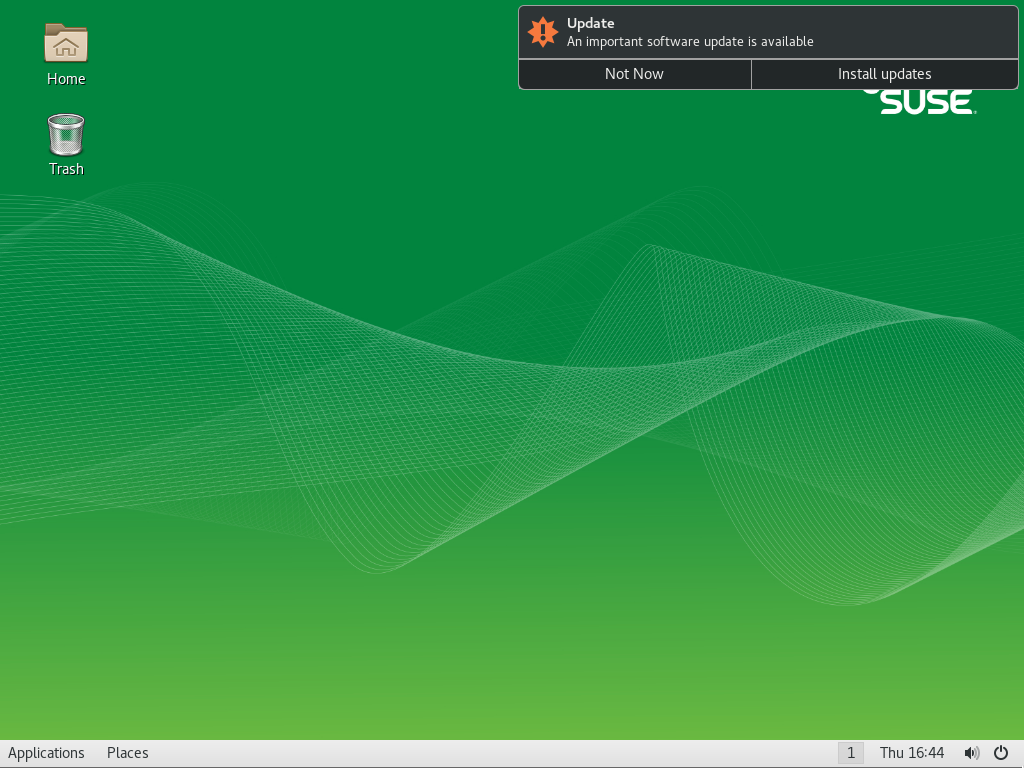 Update
An important software update is available
Not Now Install updates
SUSE
Home
Trash
Applications Places 1 Thu 16:44